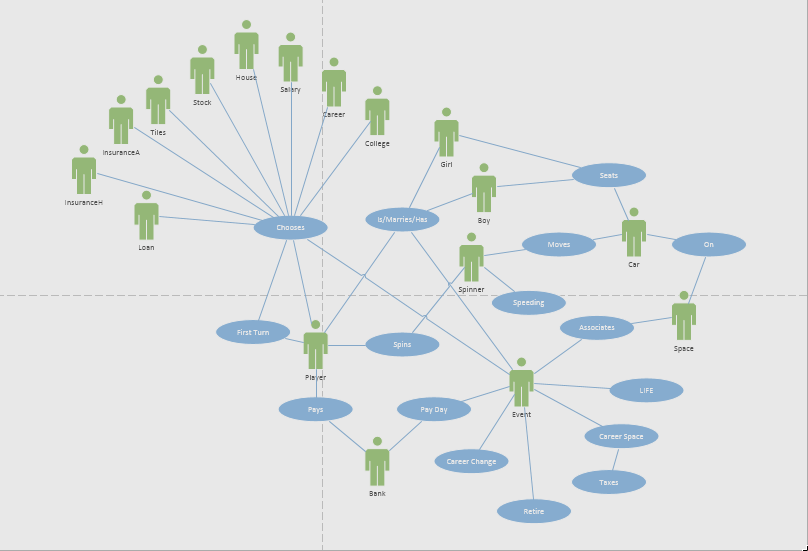 House
Salary
Stock
Career
Tiles
College
InsuranceA
Girl
InsuranceH
Seats
Loan
Boy
Is/Marries/Has
Chooses
Moves
Car
On
Spinner
Speeding
First Turn
Associates
Spins
Space
Player
LIFE
Event
Pays
Pay Day
Career Space
Career Change
Taxes
Bank
Retire